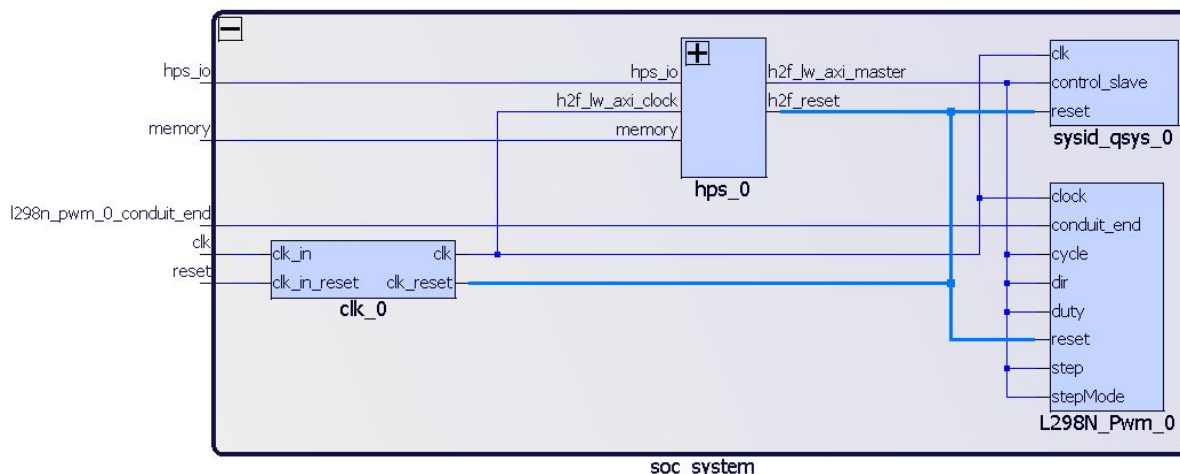 hps_io
memory
l298n_pwm_0_conduit_end
clk
reset
clk_in
clk_in_reset
clk
clk_reset
clk_0
hps_io
h2f_lw_axi_clock
memory
h2f_lw_axi_master
h2f_reset
hps_0
clk
control_slave
reset
sysid_qsys_0
clock
conduit_end
cycle
dir
duty
reset
step
stepMode
L298N_Pwm_0
soc_system